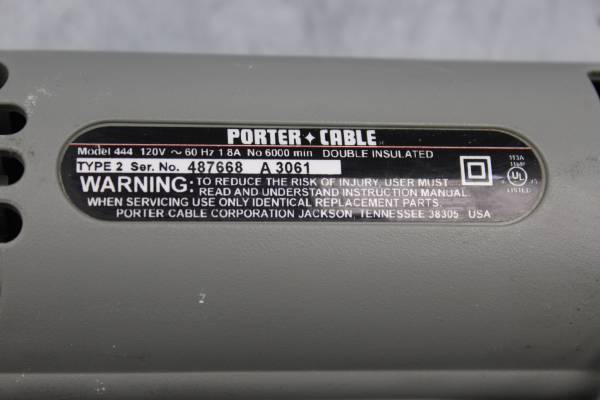 PORTER✦CABLE
Model 444 120V ~ 60 Hz 1.8A No 6000 min DOUBLE INSULATED
TYPE 2 Ser. No. 487668 A 3061
WARNING: TO REDUCE THE RISK OF INJURY, USER MUST
READ AND UNDERSTAND INSTRUCTION MANUAL.
WHEN SERVICING USE ONLY IDENTICAL REPLACEMENT PARTS.
PORTER CABLE CORPORATION JACKSON, TENNESSEE 38305 USA
UL
LISTED